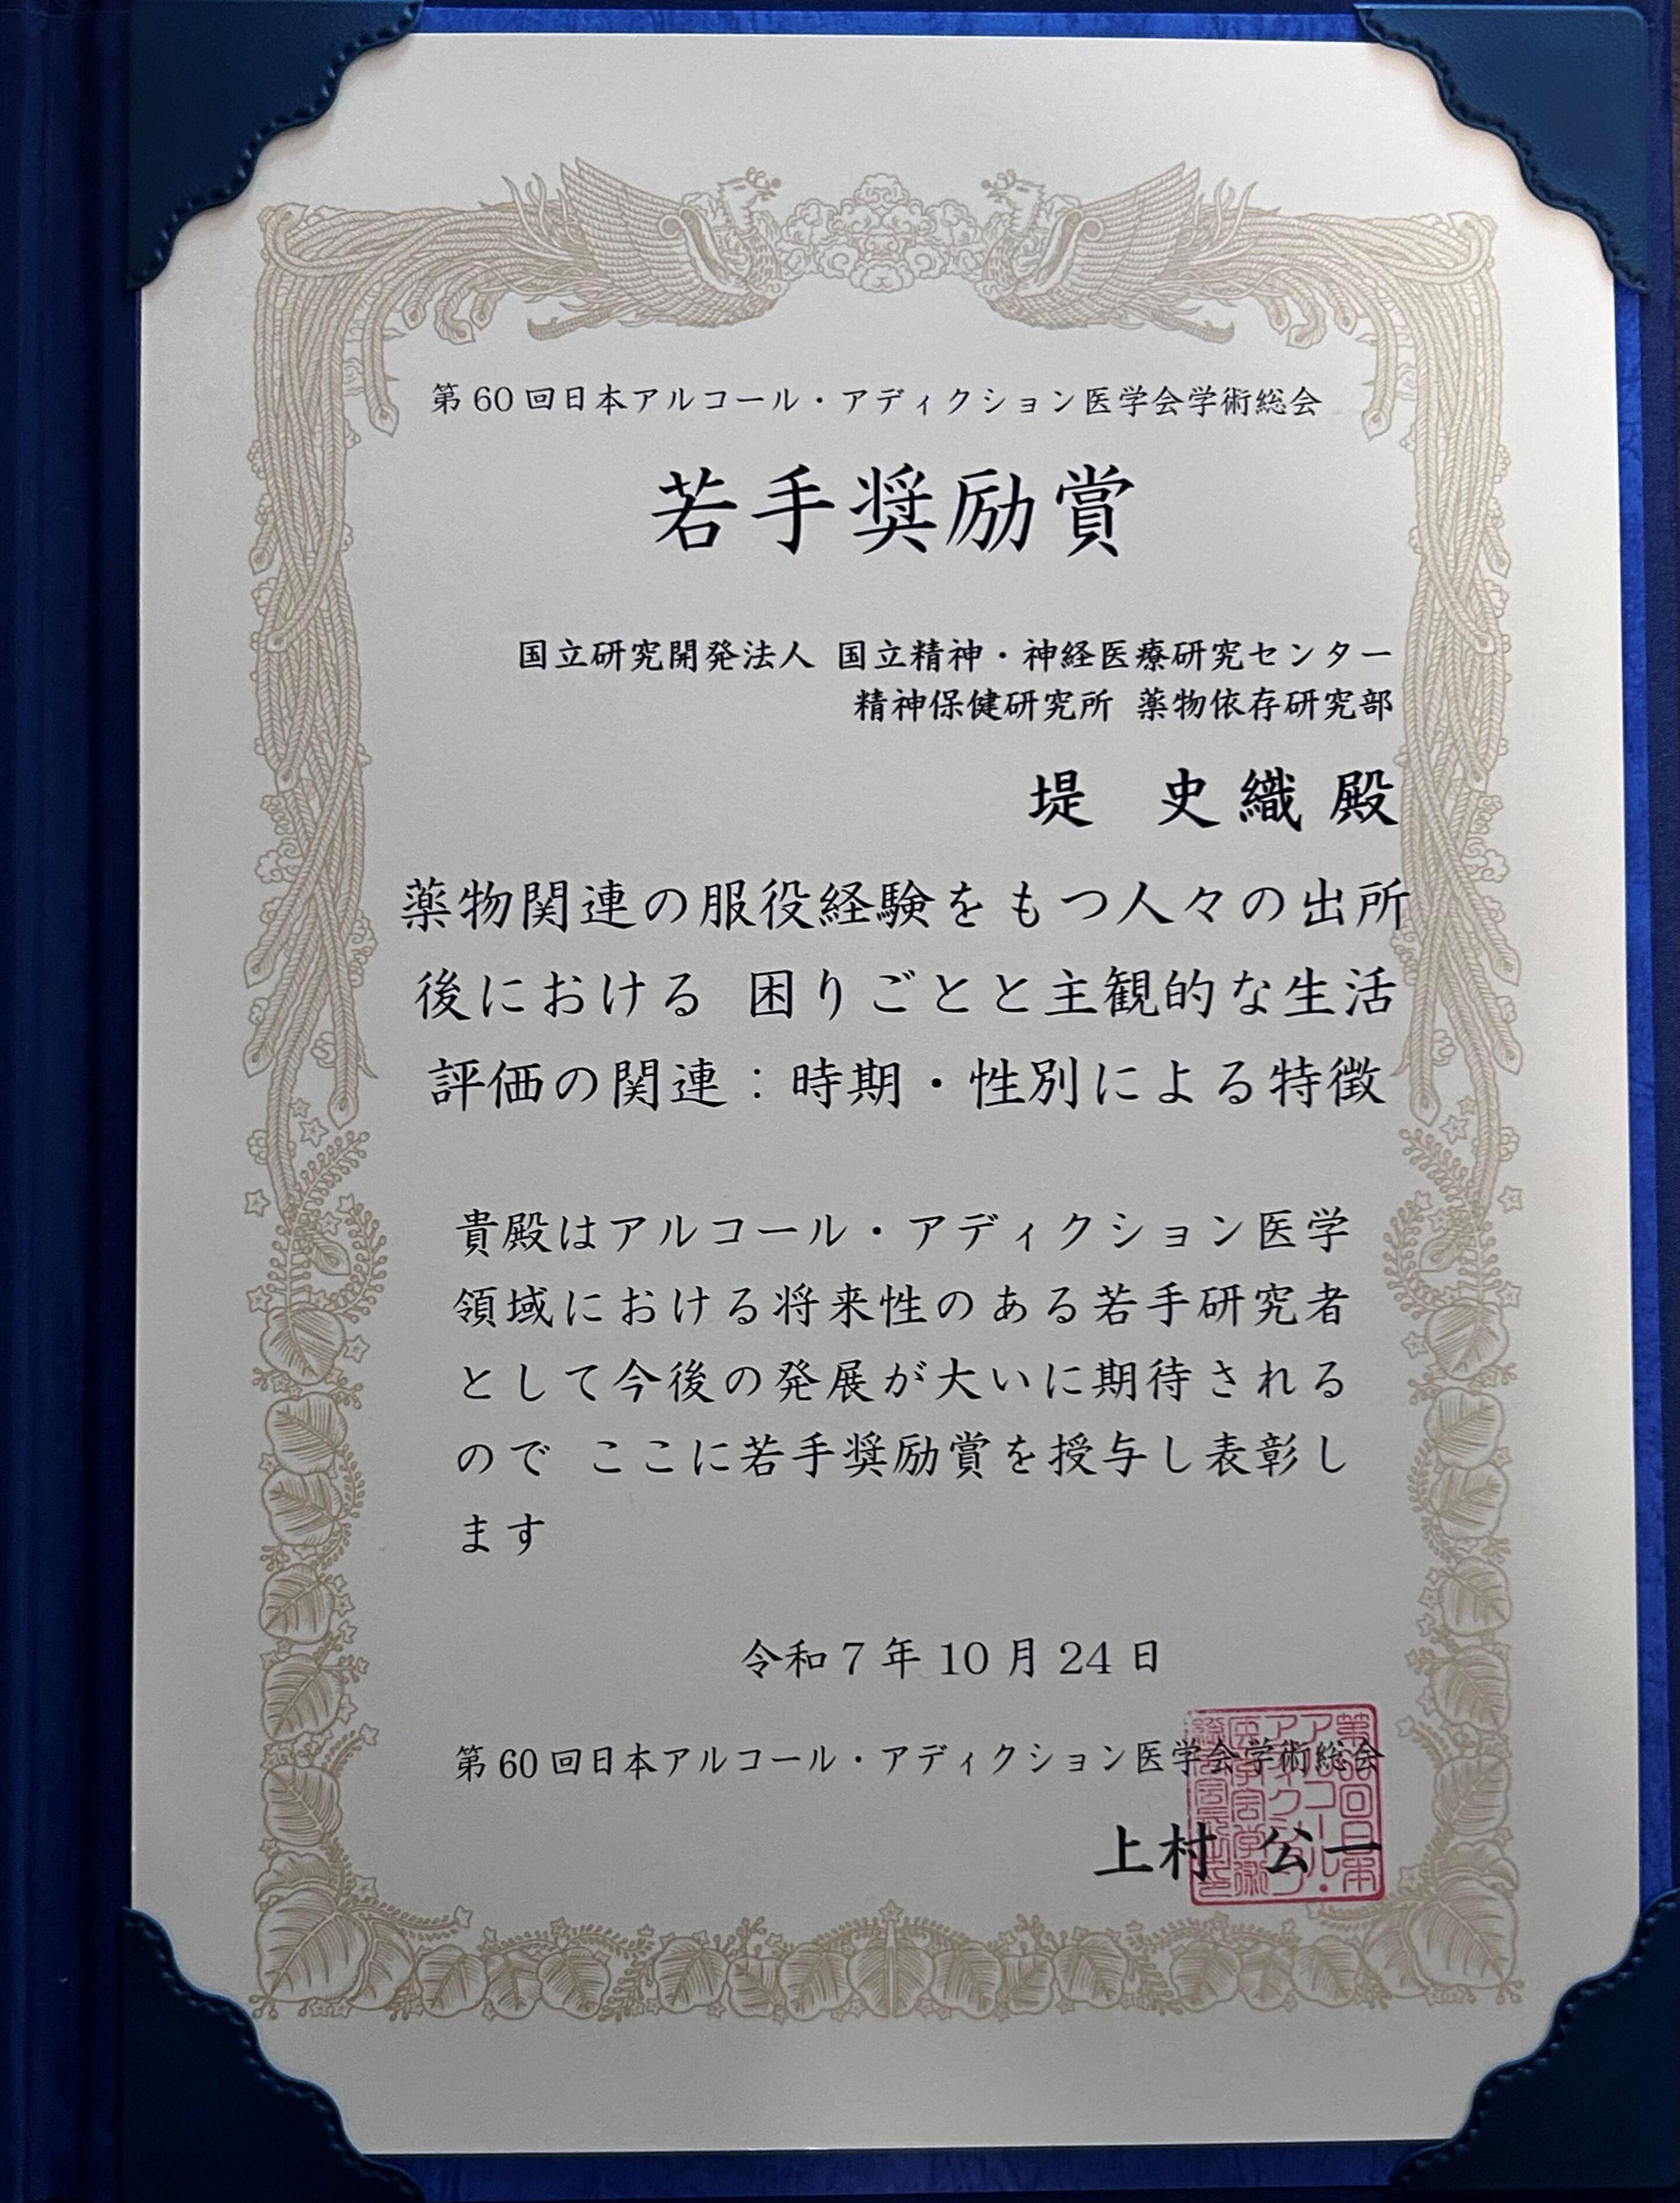 第60回日本アルコール・アディクション医学会学術総会
若手奨励賞
国立研究開発法人 国立精神・神経医療研究センター
精神保健研究所 薬物依存研究部
堤 史織 殿
薬物関連の服役経験をもつ人々の出所
後における 困りごとと主観的な生活
評価の関連：時期・性別による特徴
貴殿はアルコール・アディクション医学
領域における将来性のある若手研究者
として今後の発展が大いに期待される
ので ここに若手奨励賞を授与し表彰し
ます
令和7年10月24日
第60回日本アルコール・アディクション医学会学術総会
上村 公一